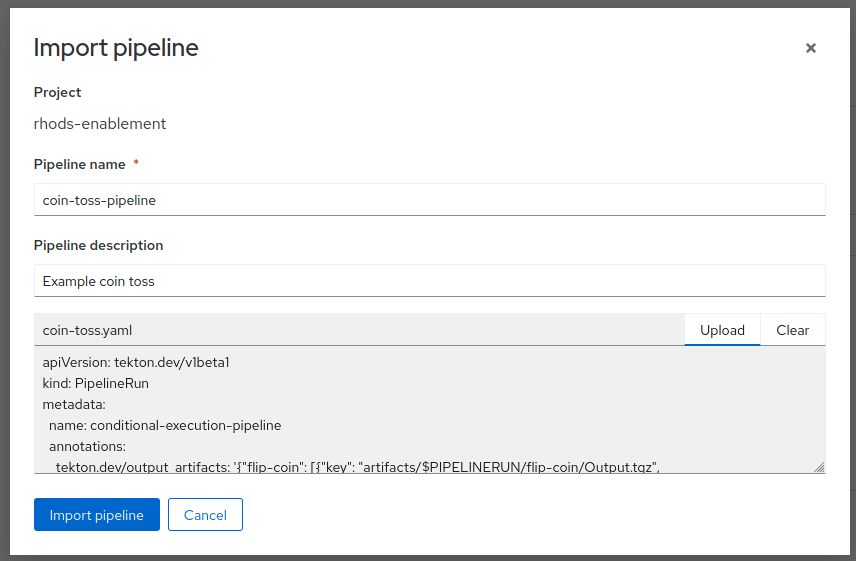 Import pipeline
Project
rhods-enablement
Pipeline name *
coin-toss-pipeline
Pipeline description
Example coin toss
coin-toss.yaml Upload Clear
apiVersion: tekton.dev/v1beta1
kind: PipelineRun
metadata:
  name: conditional-execution-pipeline
  annotations:
    tekton.dev/output_artifacts: '{"flip-coin": [{"key": "artifacts/$PIPELINERUN/flip-coin/Output.tgz",
Import pipeline Cancel